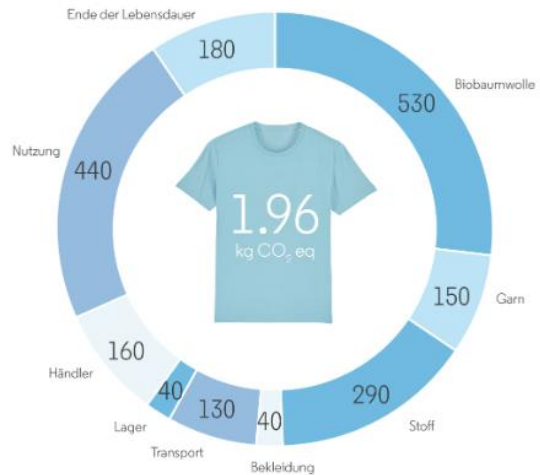 Ende der Lebensdauer
180
Biobaumwolle
530
Nutzung
440
1.96
kg CO₂ eq
150
Garn
160
Händler
290
Stoff
40
Lager
130
Transport
40
Bekleidung